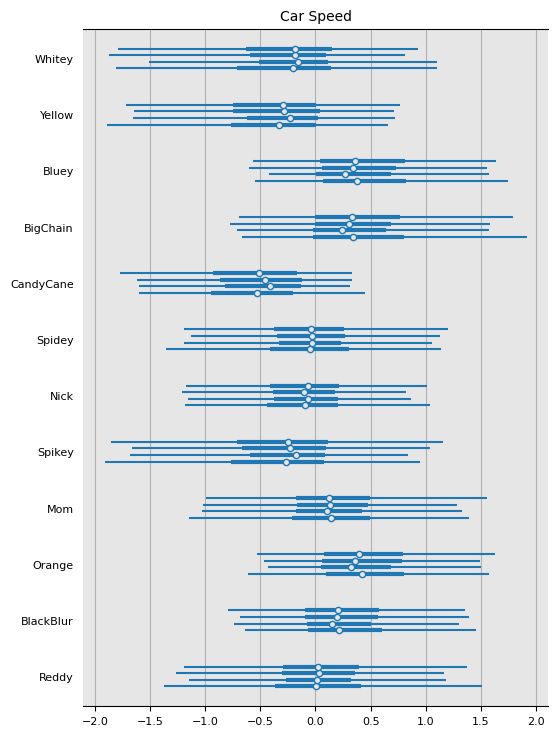 Car Speed
Whitey
Yellow
Bluey
BigChain
CandyCane
Spidey
Nick
Spikey
Mom
Orange
BlackBlur
Reddy
−2.0 −1.5 −1.0 −0.5 0.0 0.5 1.0 1.5 2.0